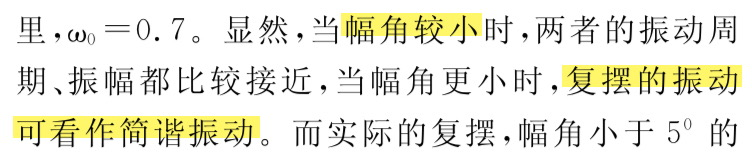 里,ω₀=0.7。显然,当幅角较小时,两者的振动周
期、振幅都比较接近,当幅角更小时,复摆的振动
可看作简谐振动。而实际的复摆,幅角小于 5⁰ 的